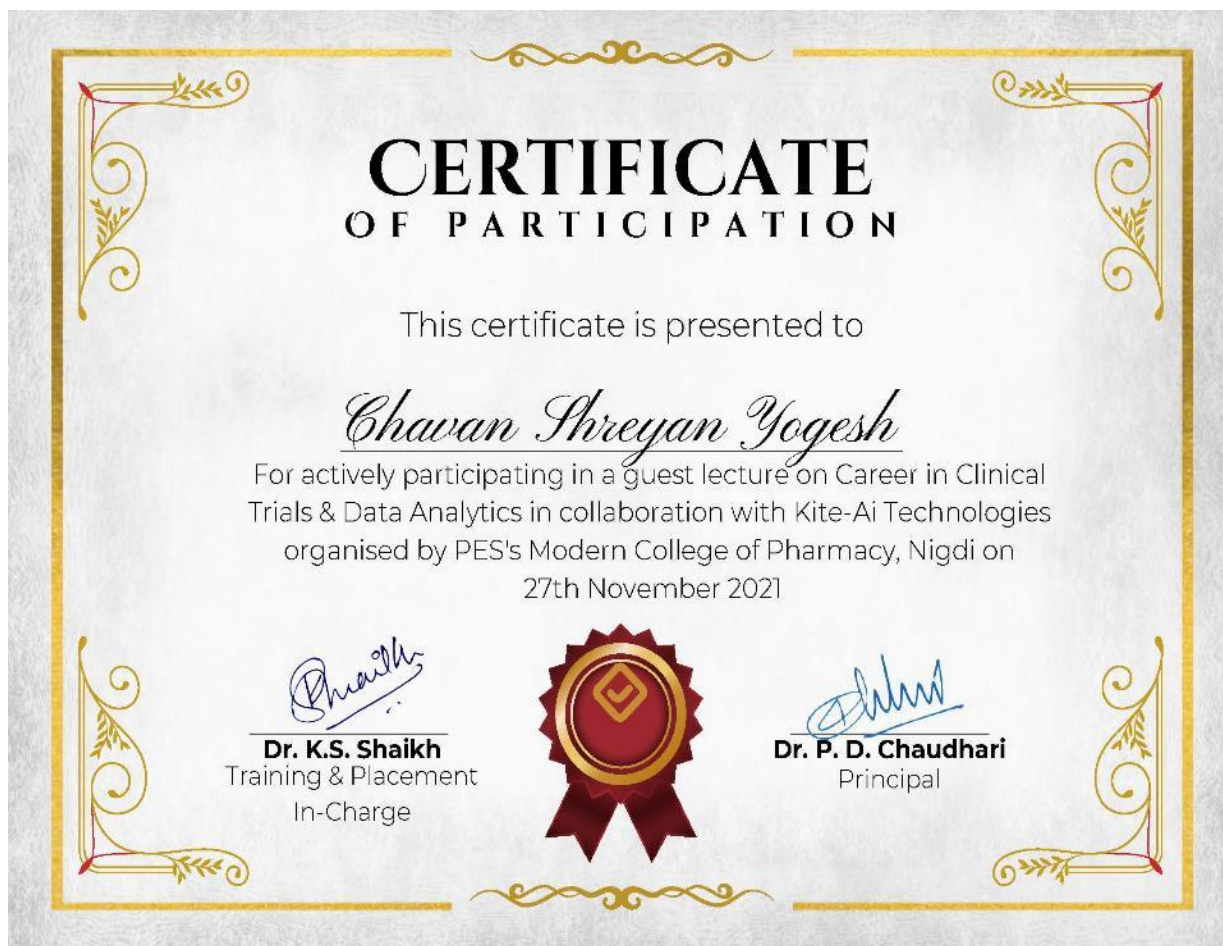 CERTIFICATE
OF PARTICIPATION
This certificate is presented to
Chavan Shreyan Yogesh
For actively participating in a guest lecture on Career in Clinical
Trials & Data Analytics in collaboration with Kite-Ai Technologies
organised by PES's Modern College of Pharmacy, Nigdi on
27th November 2021
Dr. K.S. Shaikh
Training & Placement
In-Charge
Dr. P. D. Chaudhari
Principal